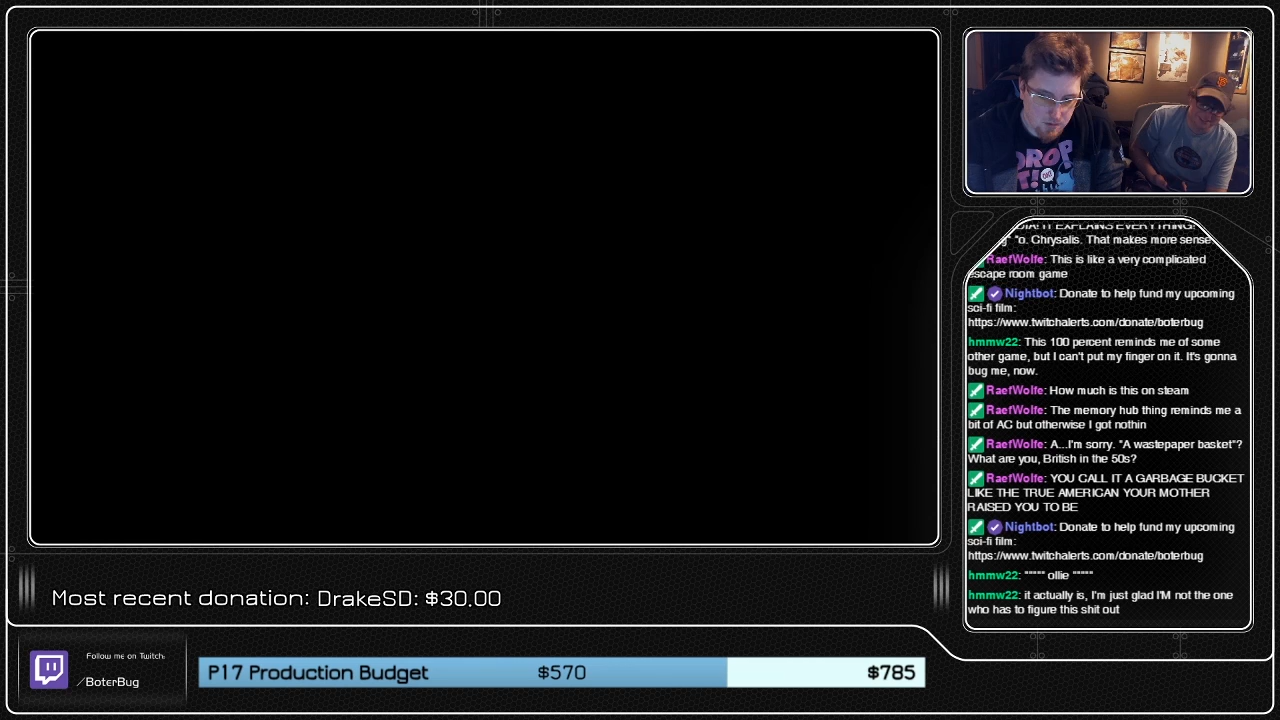 "o. Chrysalis. That makes more sense
RaefWolfe: This is like a very complicated
escape room game
Nightbot: Donate to help fund my upcoming
sci-fi film:
https://www.twitchalerts.com/donate/boterbug
hmmw22: This 100 percent reminds me of some
other game, but I can't put my finger on it. It's gonna
bug me, now.
RaefWolfe: How much is this on steam
RaefWolfe: The memory hub thing reminds me a
bit of AC but otherwise I got nothin
RaefWolfe: A...I'm sorry. "A wastepaper basket"?
What are you, British in the 50s?
RaefWolfe: YOU CALL IT A GARBAGE BUCKET
LIKE THE TRUE AMERICAN YOUR MOTHER
RAISED YOU TO BE
Nightbot: Donate to help fund my upcoming
sci-fi film:
https://www.twitchalerts.com/donate/boterbug
hmmw22: """"" ollie """""
hmmw22: it actually is, I'm just glad I'M not the one
who has to figure this shit out
Most recent donation: DrakeSD: $30.00
Follow me on Twitch:
/BoterBug
P17 Production Budget $570 $785